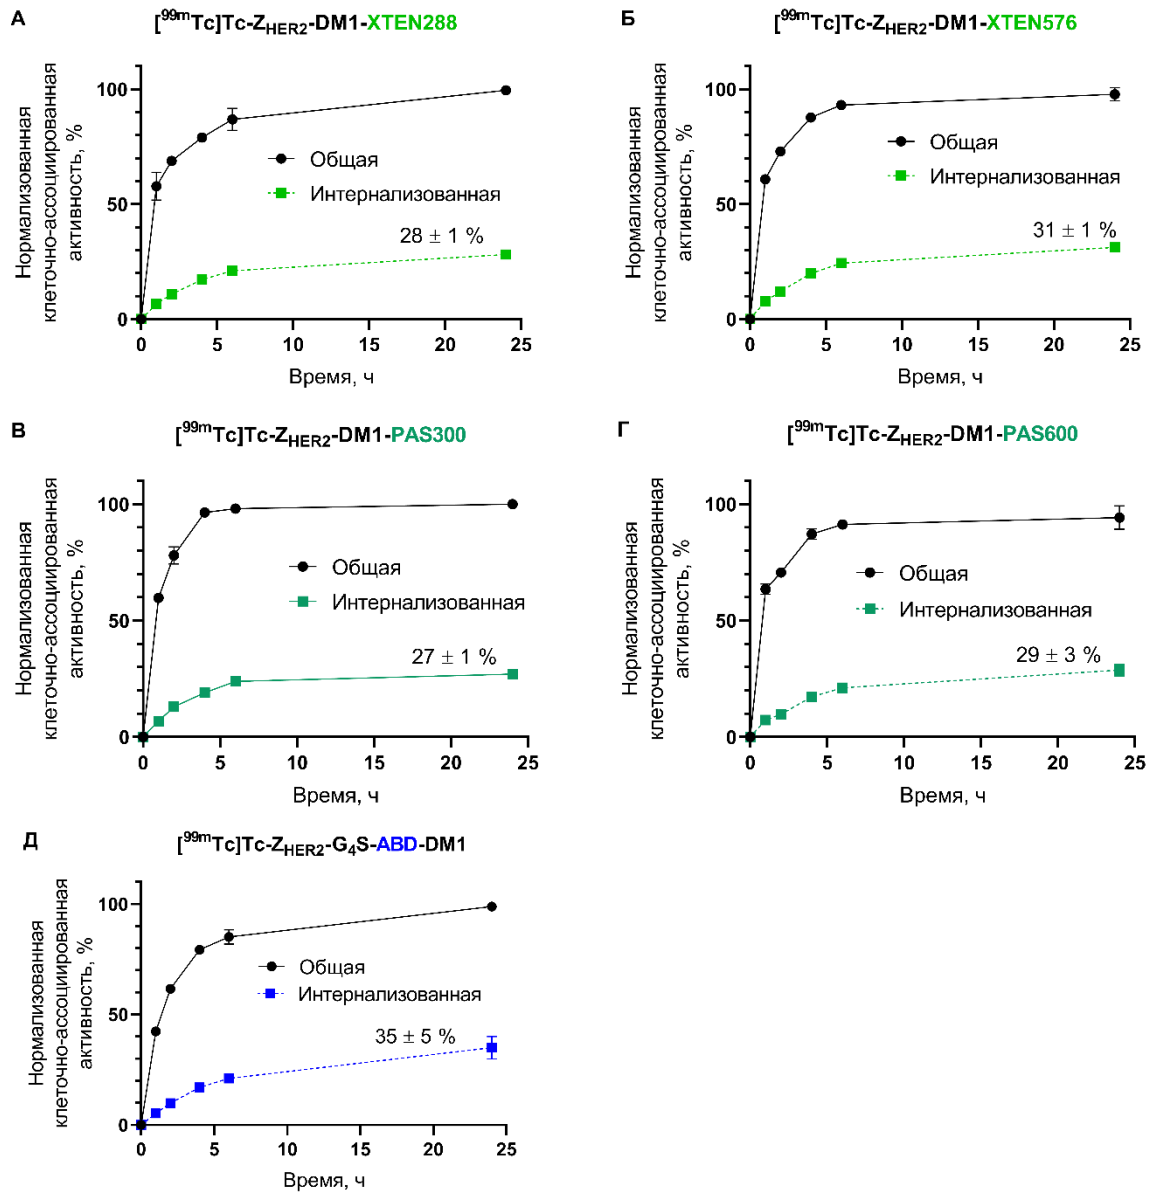 А
[99mTc]Tc-ZHER2-DM1-XTEN288
Нормализованная
клеточно-ассоциированная
активность, %
100
50
0
Общая
Интернализованная
28 ± 1 %
0 5 10 15 20 25
Время, ч
Б
[99mTc]Tc-ZHER2-DM1-XTEN576
Нормализованная
клеточно-ассоциированная
активность, %
100
50
0
Общая
Интернализованная
31 ± 1 %
0 5 10 15 20 25
Время, ч
В
[99mTc]Tc-ZHER2-DM1-PAS300
Нормализованная
клеточно-ассоциированная
активность, %
100
50
0
Общая
Интернализованная
27 ± 1 %
0 5 10 15 20 25
Время, ч
Г
[99mTc]Tc-ZHER2-DM1-PAS600
Нормализованная
клеточно-ассоциированная
активность, %
100
50
0
Общая
Интернализованная
29 ± 3 %
0 5 10 15 20 25
Время, ч
Д
[99mTc]Tc-ZHER2-G4S-ABD-DM1
Нормализованная
клеточно-ассоциированная
активность, %
100
50
0
Общая
Интернализованная
35 ± 5 %
0 5 10 15 20 25
Время, ч